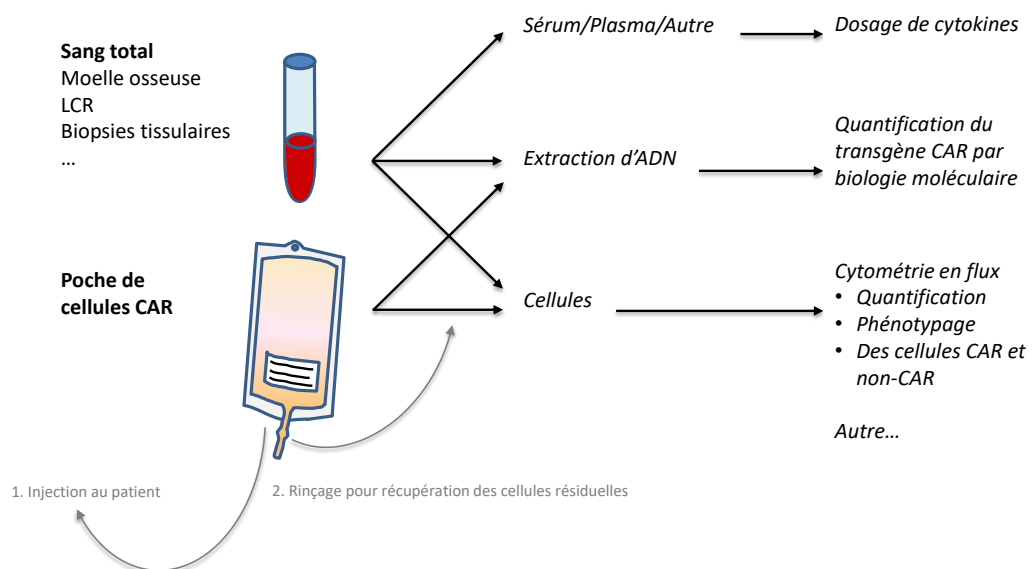 Sang total
Moelle osseuse
LCR
Biopsies tissulaires
…
Poche de
cellules CAR
Sérum/Plasma/Autre
Extraction d’ADN
Cellules
Dosage de cytokines
Quantification du
transgène CAR par
biologie moléculaire
Cytométrie en flux
• Quantification
• Phénotypage
• Des cellules CAR et
non-CAR
Autre…
1. Injection au patient
2. Rinçage pour récupération des cellules résiduelles